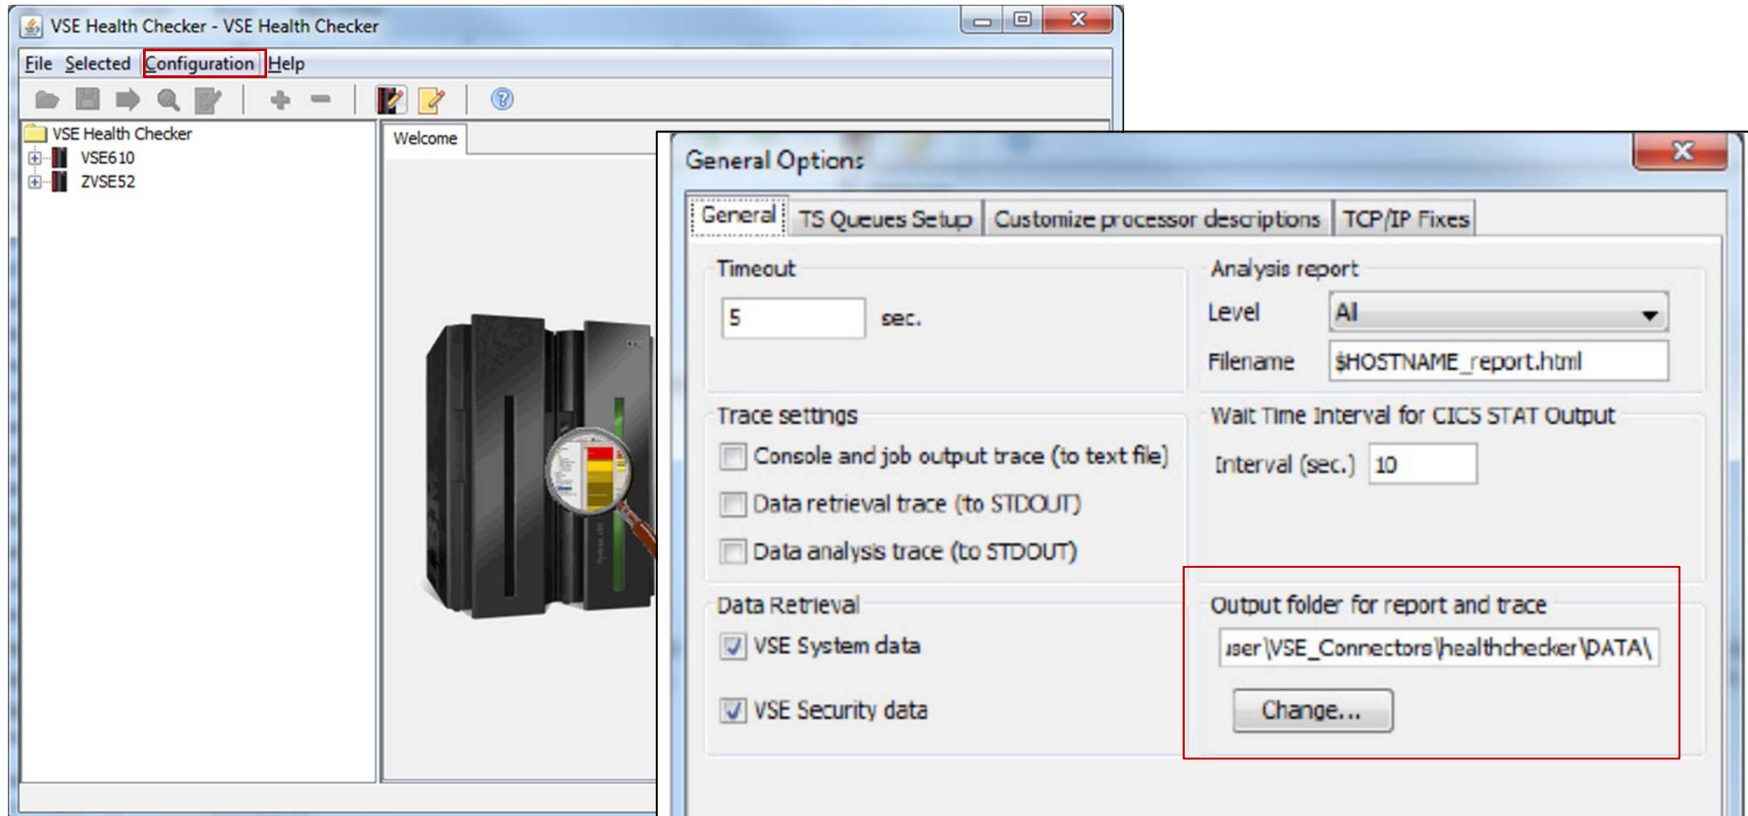 VSE Health Checker - VSE Health Checker
File Selected Configuration Help
VSE Health Checker
VSE610
ZVSE52
Welcome
General Options
General TS Queues Setup Customize processor descriptions TCP/IP Fixes
Timeout
5 sec.
Analysis report
Level All
Filename $HOSTNAME_report.html
Trace settings
Console and job output trace (to text file)
Data retrieval trace (to STDOUT)
Data analysis trace (to STDOUT)
Wait Time Interval for CICS STAT Output
Interval (sec.) 10
Data Retrieval
VSE System data
VSE Security data
Output folder for report and trace
ıser\VSE_Connectors\healthchecker\DATA\
Change...